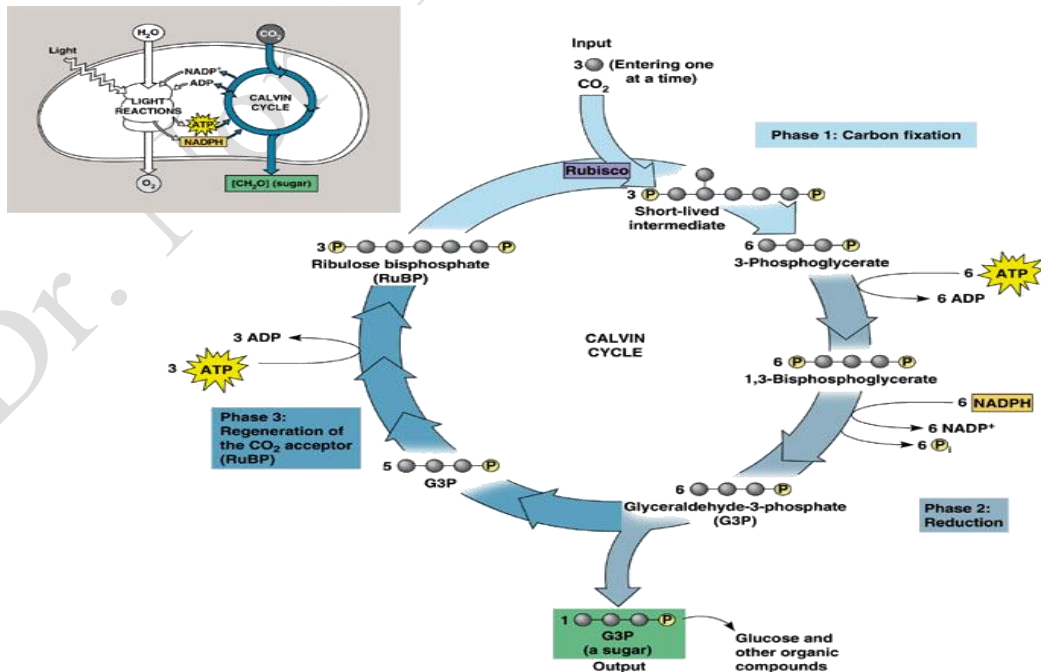 H₂O
CO₂
Light
NADP⁺
ADP
LIGHT
REACTIONS
CALVIN
CYCLE
ATP
NADPH
O₂
[CH₂O] (sugar)
Input
3 (Entering one
at a time)
CO₂
Phase 1: Carbon fixation
Rubisco
3 P P
Short-lived
intermediate
3 P P
Ribulose bisphosphate
(RuBP)
6 P
3-Phosphoglycerate
6 ATP
6 ADP
3 ADP
3 ATP
CALVIN
CYCLE
6 P P
1,3-Bisphosphoglycerate
6 NADPH
6 NADP⁺
6 Pᵢ
Phase 3:
Regeneration of
the CO₂ acceptor
(RuBP)
5 P
G3P
6 P
Glyceraldehyde-3-phosphate
(G3P)
Phase 2:
Reduction
1 P
G3P
(a sugar)
Output
Glucose and
other organic
compounds
Dr.